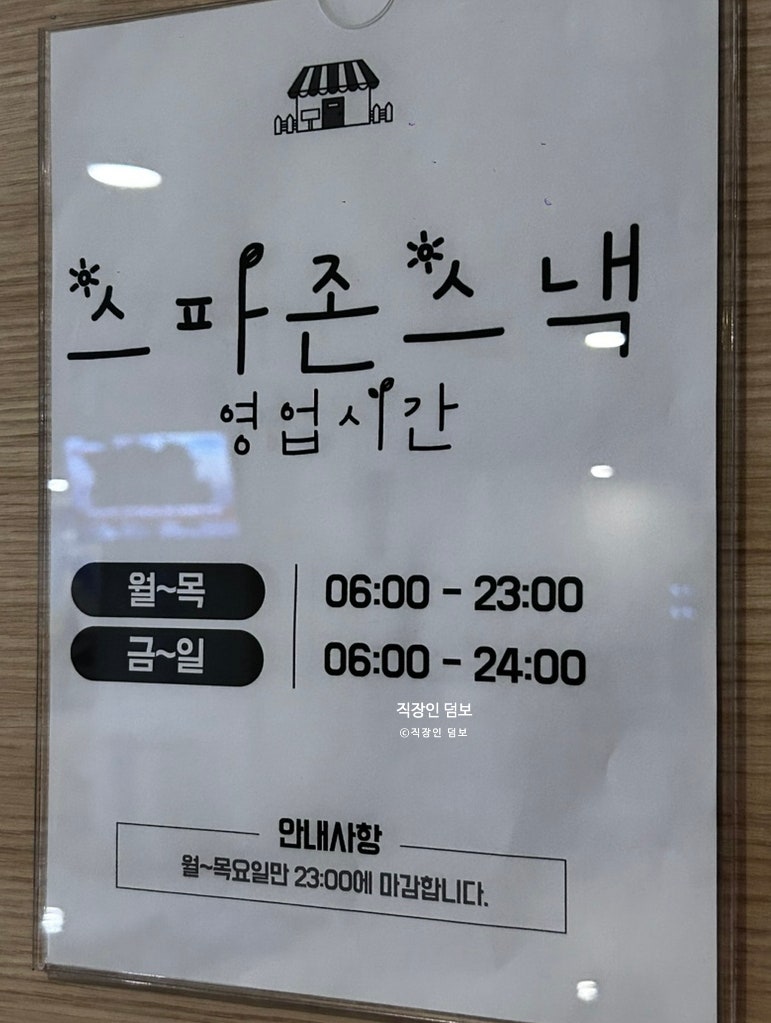 스파존스낵
영업시간
월~목 06:00 - 23:00
금~일 06:00 - 24:00
직장인 덤보
©직장인 덤보
안내사항
월~목요일만 23:00에 마감합니다.